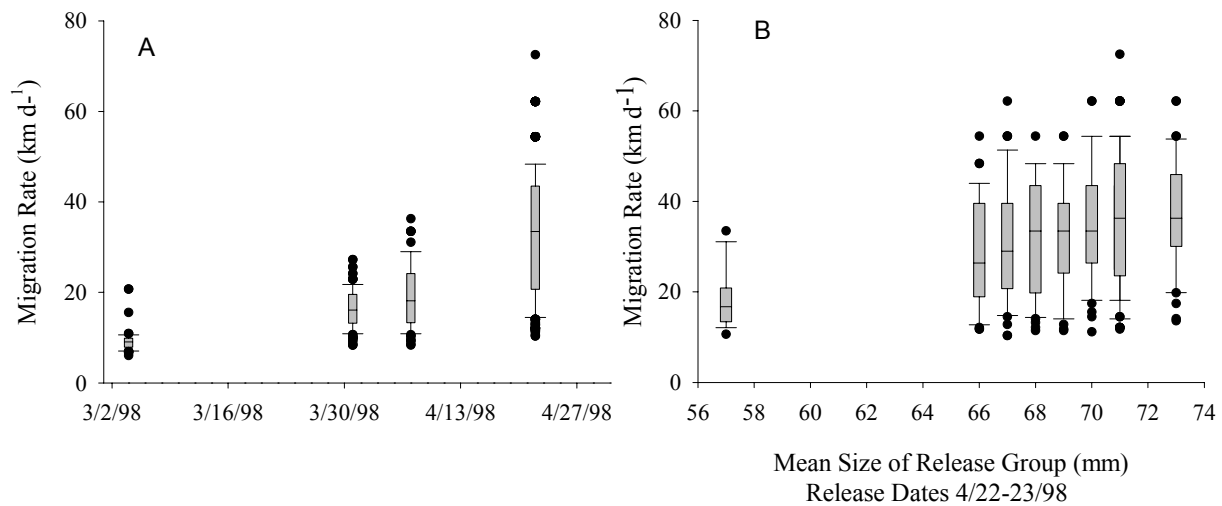 A
Migration Rate (km d-1)
80
60
40
20
0
3/2/98 3/16/98 3/30/98 4/13/98 4/27/98
B
Migration Rate (km d-1)
80
60
40
20
0
56 58 60 62 64 66 68 70 72 74
Mean Size of Release Group (mm)
Release Dates 4/22-23/98